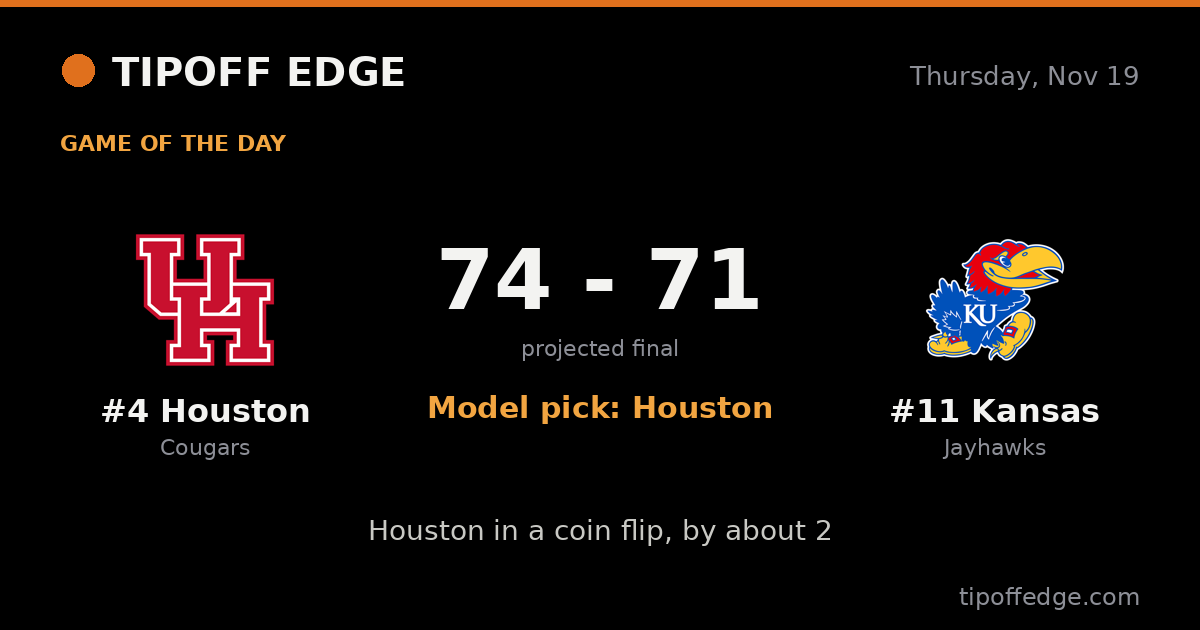 TIPOFF EDGE
Thursday, Nov 19
GAME OF THE DAY
74 - 71
projected final
Model pick: Houston
UH
#4 Houston
Cougars
KU
#11 Kansas
Jayhawks
Houston in a coin flip, by about 2
tipoffedge.com